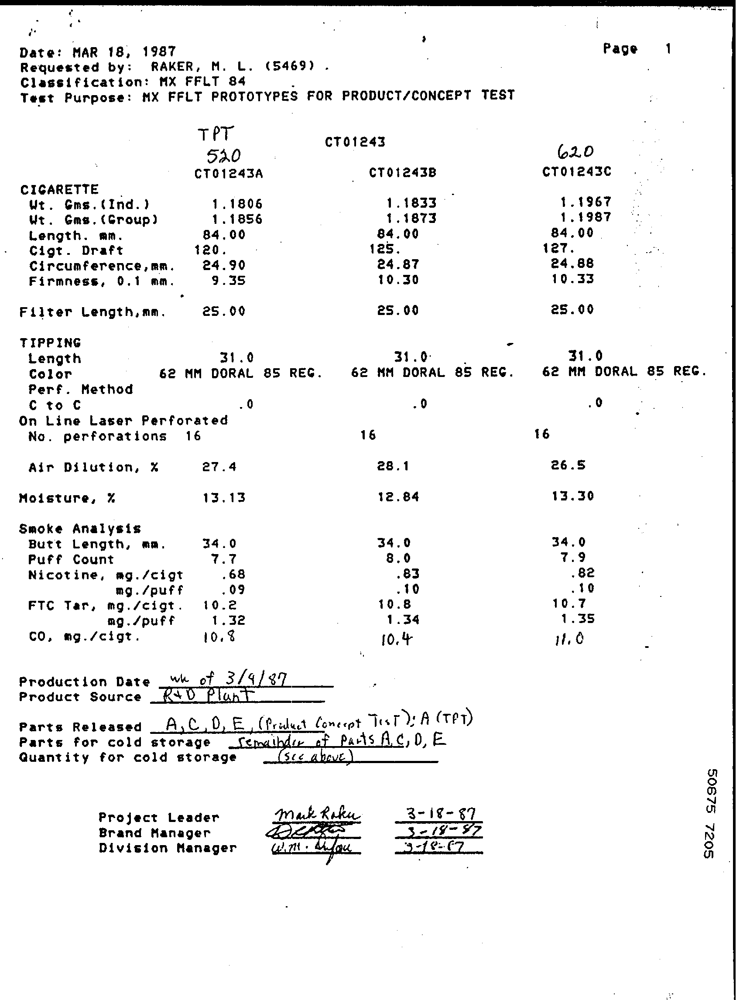 Date: MAR 18, 1987 Page 1
Requested by: RAKER, M. L. (5469) .
Classification: MX FFLT 84
Test Purpose: MX FFLT PROTOTYPES FOR PRODUCT/CONCEPT TEST
TPT CT01243
520 620
CT01243A CT01243B CT01243C
CIGARETTE
Wt. Gms.(Ind.) 1.1806 1.1833 1.1967
Wt. Gms.(Group) 1.1856 1.1873 1.1987
Length. mm. 84.00 84.00 84.00
Cigt. Draft 120. 125. 127.
Circumference,mm. 24.90 24.87 24.88
Firmness, 0.1 mm. 9.35 10.30 10.33
Filter Length,mm. 25.00 25.00 25.00
TIPPING
Length 31.0 31.0 31.0
Color 62 MM DORAL 85 REG. 62 MM DORAL 85 REG. 62 MM DORAL 85 REG.
Perf. Method
C to C .0 .0 .0
On Line Laser Perforated
No. perforations 16 16 16
Air Dilution, % 27.4 28.1 26.5
Moisture, % 13.13 12.84 13.30
Smoke Analysis
Butt Length, mm. 34.0 34.0 34.0
Puff Count 7.7 8.0 7.9
Nicotine, mg./cigt .68 .83 .82
mg./puff .09 .10 .10
FTC Tar, mg./cigt. 10.2 10.8 10.7
mg./puff 1.32 1.34 1.35
CO, mg./cigt. 10.8 10.4 11.0
Production Date wk of 3/9/87
Product Source R+D Plant
Parts Released A, C, D, E, (Product Concept Test); A (TPT)
Parts for cold storage remainder of Parts A, C, D, E
Quantity for cold storage (see above)
Project Leader Mark Raker 3-18-87
Brand Manager 3-18-87
Division Manager W.M. 3-18-87
50675 7205